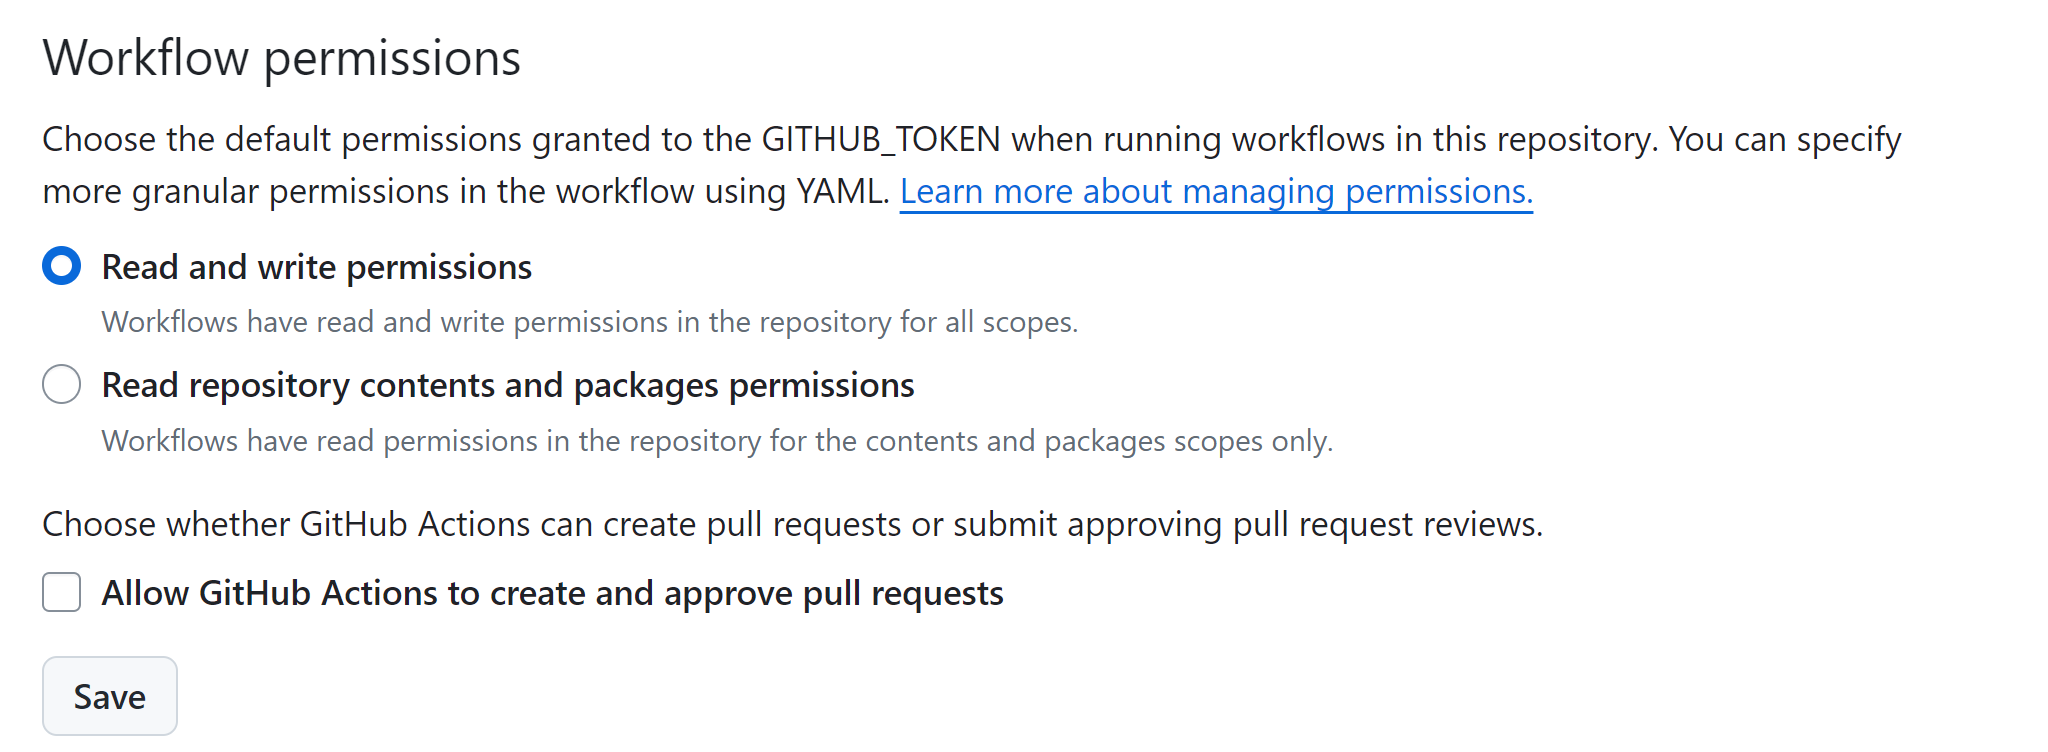 Workflow permissions
Choose the default permissions granted to the GITHUB_TOKEN when running workflows in this repository. You can specify
more granular permissions in the workflow using YAML. Learn more about managing permissions.
Read and write permissions
Workflows have read and write permissions in the repository for all scopes.
Read repository contents and packages permissions
Workflows have read permissions in the repository for the contents and packages scopes only.
Choose whether GitHub Actions can create pull requests or submit approving pull request reviews.
Allow GitHub Actions to create and approve pull requests
Save